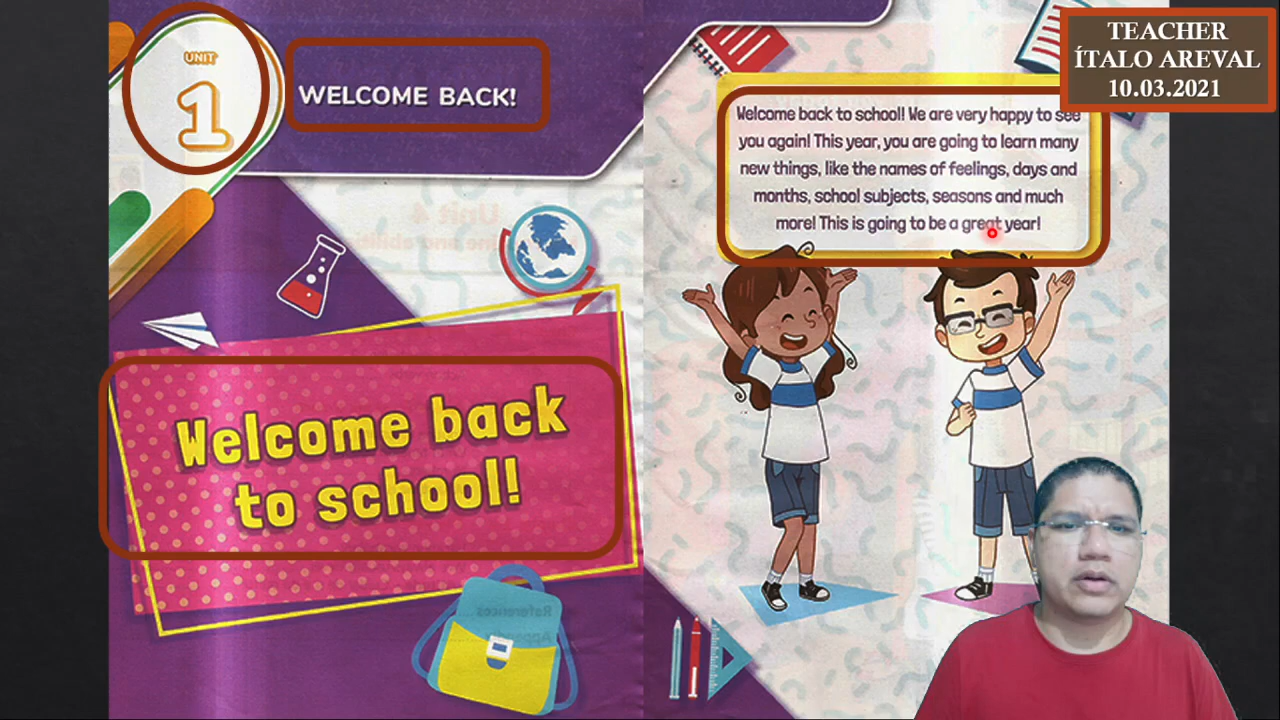 UNIT
1
WELCOME BACK!
Welcome back
to school!
TEACHER
ÍTALO AREVAL
10.03.2021
Welcome back to school! We are very happy to see
you again! This year, you are going to learn many
new things, like the names of feelings, days and
months, school subjects, seasons and much
more! This is going to be a great year!
References